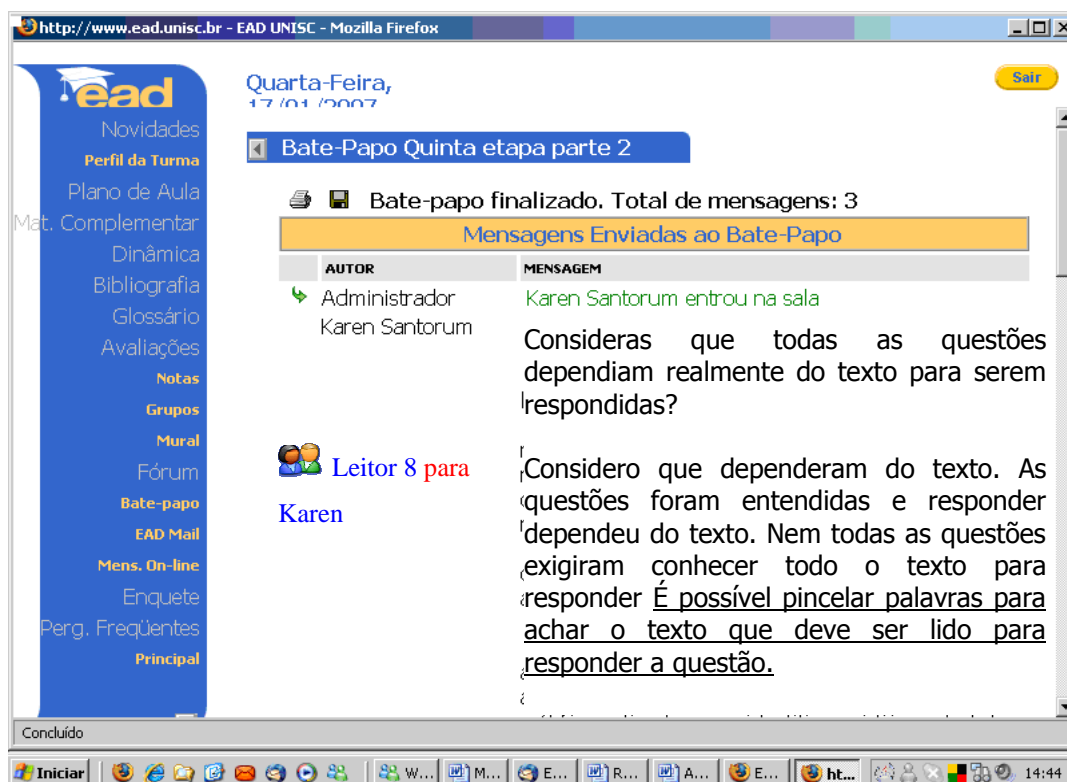 http://www.ead.unisc.br - EAD UNISC - Mozilla Firefox
ead
Quarta-Feira,
17/01/2007
Sair
Novidades
Perfil da Turma
Plano de Aula
Mat. Complementar
Dinâmica
Bibliografia
Glossário
Avaliações
Notas
Grupos
Mural
Fórum
Bate-papo
EAD Mail
Mens. On-line
Enquete
Perg. Freqüentes
Principal
Bate-Papo Quinta etapa parte 2
Bate-papo finalizado. Total de mensagens: 3
Mensagens Enviadas ao Bate-Papo
AUTOR MENSAGEM
Administrador Karen Santorum entrou na sala
Karen Santorum
Consideras que todas as questões
dependiam realmente do texto para serem
respondidas?
Leitor 8 para
Karen
Considero que dependeram do texto. As
questões foram entendidas e responder
dependeu do texto. Nem todas as questões
exigiram conhecer todo o texto para
responder É possível pincelar palavras para
achar o texto que deve ser lido para
responder a questão.
Concluído
Iniciar W... M... E... R... A... E... ht... 14:44